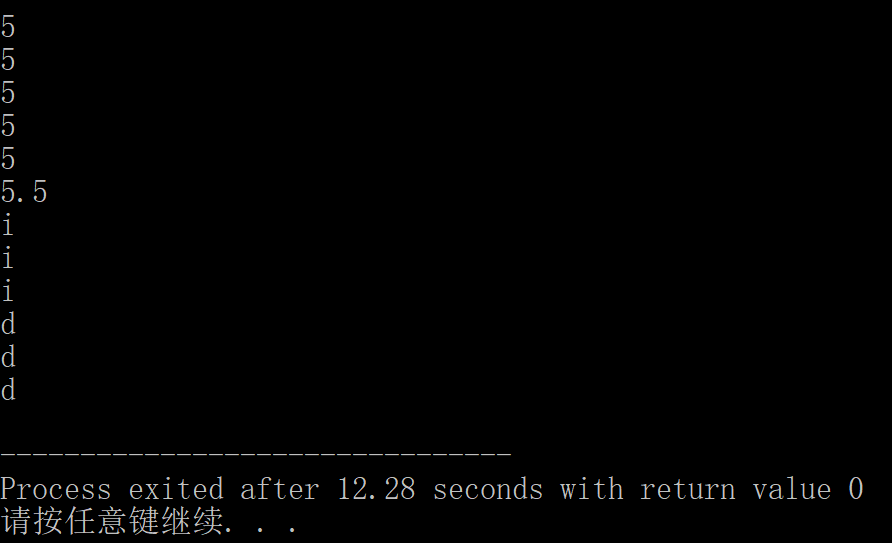 5
5
5
5
5
5.5
i
i
i
d
d
d
--------------------------------
Process exited after 12.28 seconds with return value 0
请按任意键继续. . .